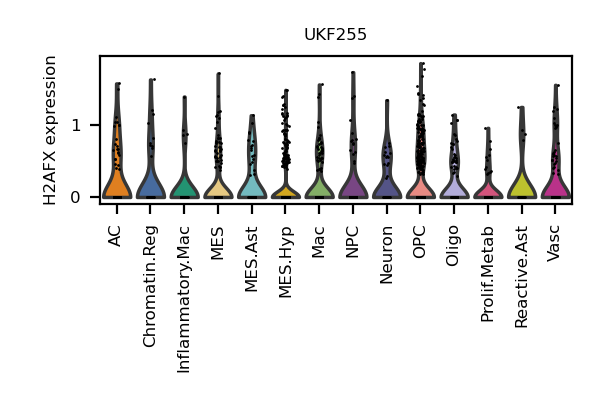 UKF255
H2AFX expression
1
0
AC
Chromatin.Reg
Inflammatory.Mac
MES
MES.Ast
MES.Hyp
Mac
NPC
Neuron
OPC
Oligo
Prolif.Metab
Reactive.Ast
Vasc